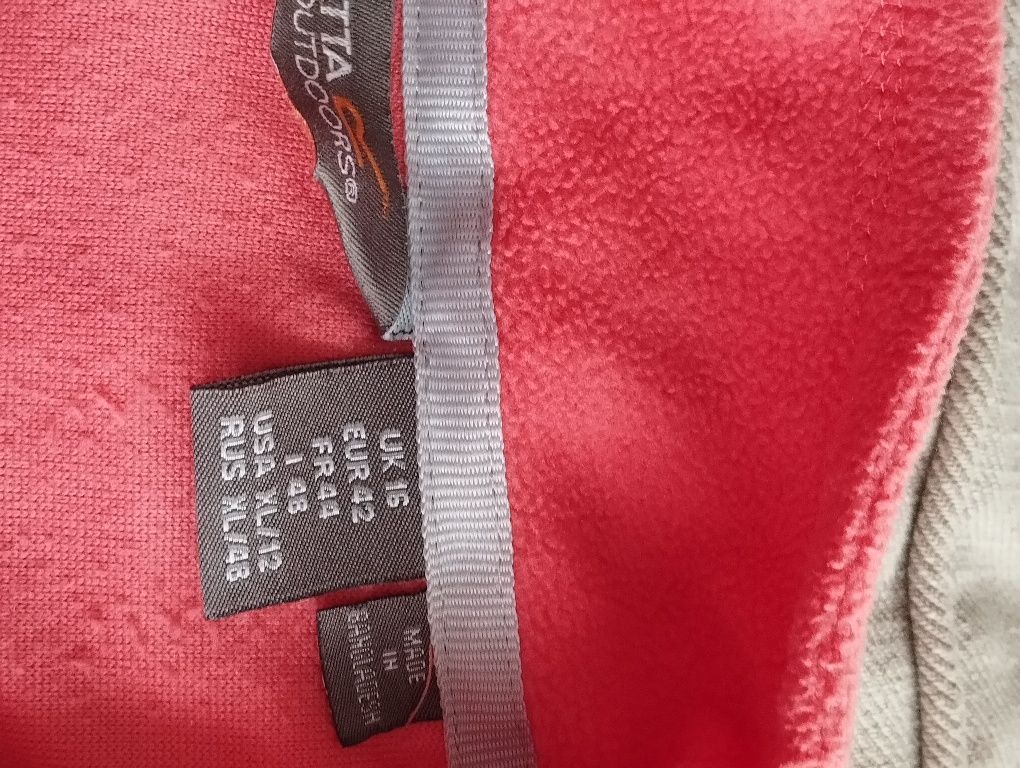 TTA
OUTDOORS®
UK 16
EUR 42
FR 44
I 48
USA XL/12
RUS XL/48
MADE
IN
BANGLADESH